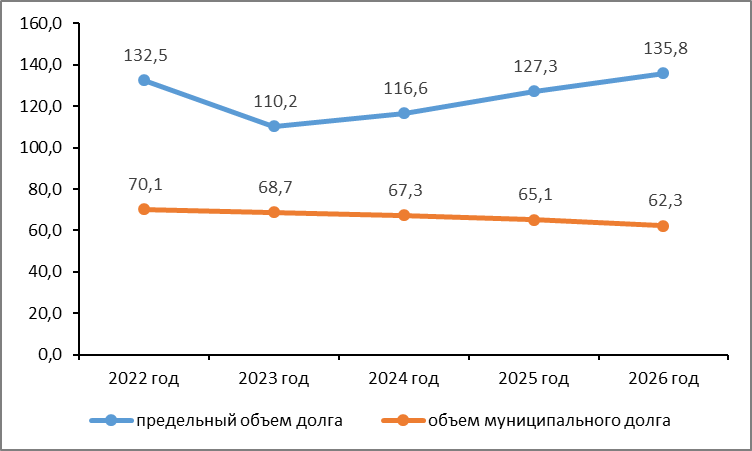 160,0
140,0
120,0
100,0
80,0
60,0
40,0
20,0
0,0
132,5
110,2
116,6
127,3
135,8
70,1
68,7
67,3
65,1
62,3
2022 год
2023 год
2024 год
2025 год
2026 год
предельный объем долга
объем муниципального долга